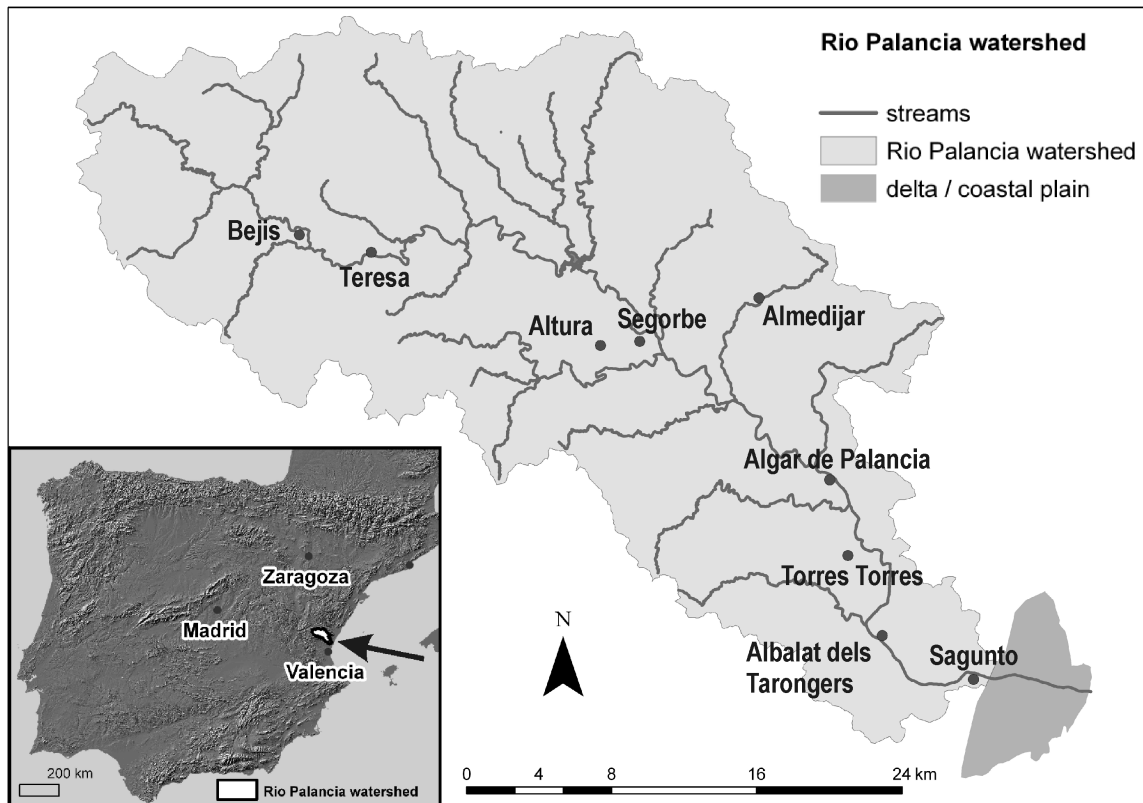 Rio Palancia watershed
streams
Rio Palancia watershed
delta / coastal plain
Bejis
Teresa
Altura
Segorbe
Almedijar
Algar de Palancia
Torres Torres
Albalat dels
Tarongers
Sagunto
N
0 4 8 16 24 km
Zaragoza
Madrid
Valencia
200 km
Rio Palancia watershed